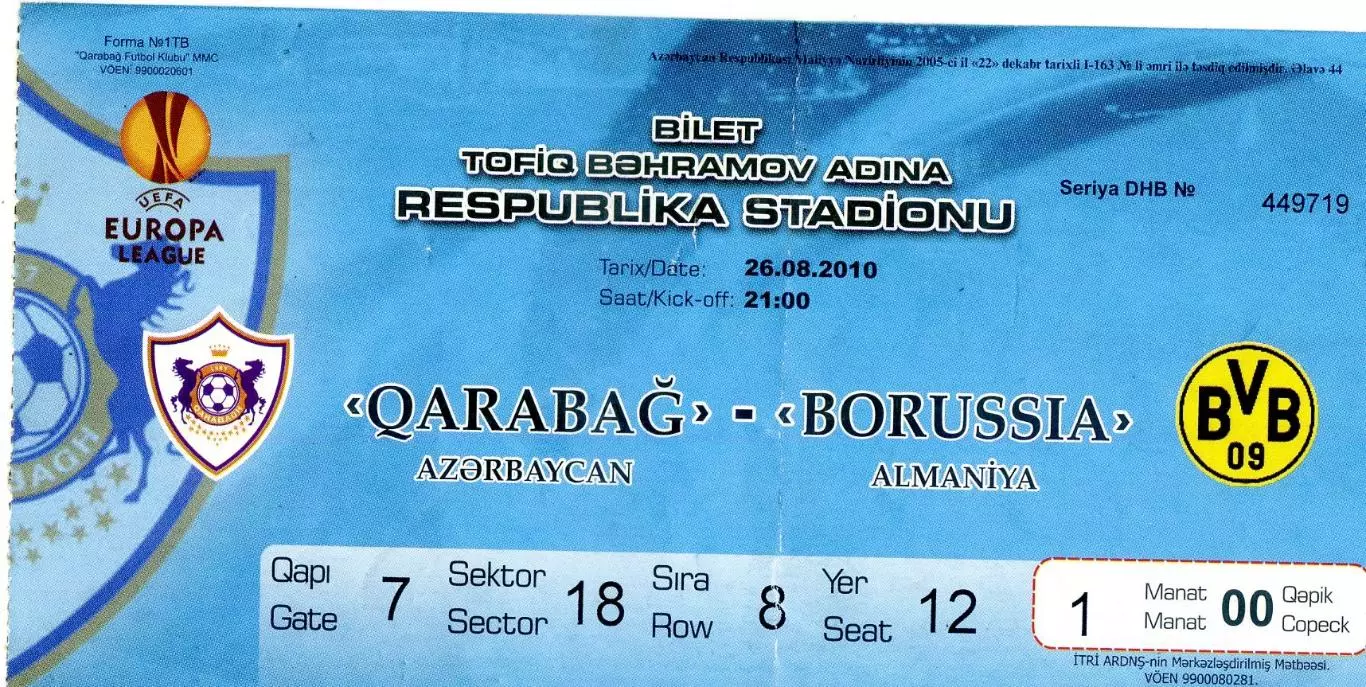 Forma №1TB
"Qarabağ Futbol Klubu" MMC
VÖEN: 9900020601
Azərbaycan Respublikası Maliyyə Nazirliyinin 2005-ci il «22» dekabr tarixli I-163 № li əmri ilə təsdiq edilmişdir. Əlavə 44
BİLET
TOFİQ BƏHRAMOV ADINA
RESPUBLİKA STADİONU
Seriya DHB № 449719
UEFA
EUROPA
LEAGUE
Tarix/Date: 26.08.2010
Saat/Kick-off: 21:00
1987
QARABAGH
‹QARABAĞ› - ‹BORUSSIA›
AZƏRBAYCAN
ALMANİYA
BVB
09
Qapı
Gate
7
Sektor
Sector
18
Sıra
Row
8
Yer
Seat
12
1
Manat
Manat
00
Qəpik
Copeck
İTRİ ARDNŞ-nin Mərkəzləşdirilmiş Mətbəəsi.
VÖEN 9900080281.